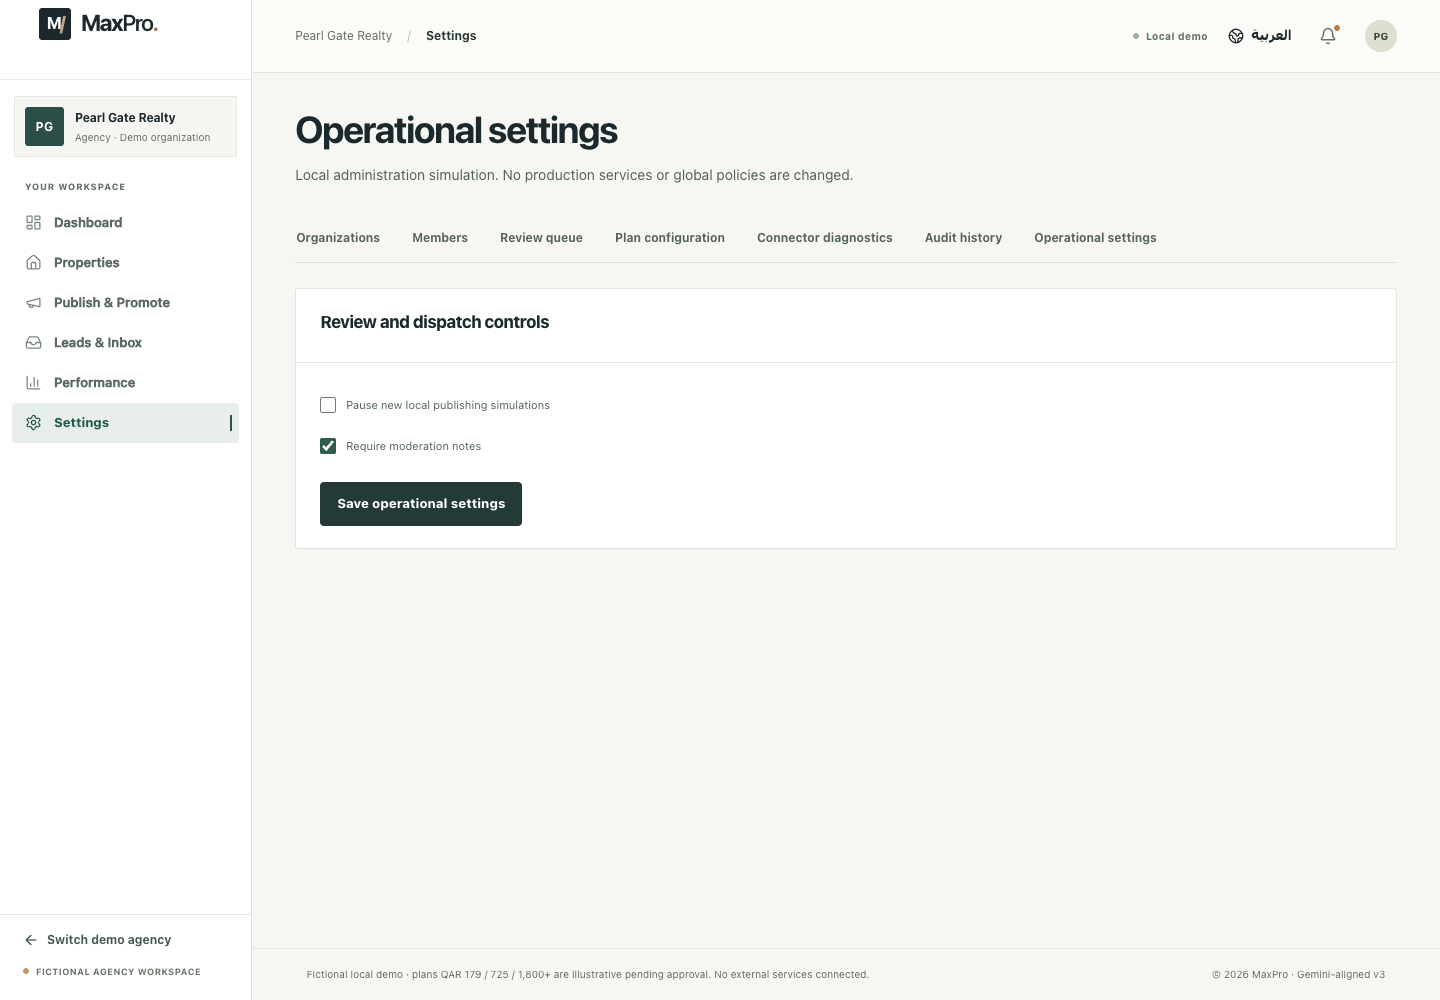 M/ MaxPro.
PG
Pearl Gate Realty
Agency · Demo organization
YOUR WORKSPACE
Dashboard
Properties
Publish & Promote
Leads & Inbox
Performance
Settings
Switch demo agency
FICTIONAL AGENCY WORKSPACE
Pearl Gate Realty / Settings
Local demo
العربية
PG
Operational settings
Local administration simulation. No production services or global policies are changed.
Organizations Members Review queue Plan configuration Connector diagnostics Audit history Operational settings
Review and dispatch controls
Pause new local publishing simulations
Require moderation notes
Save operational settings
Fictional local demo · plans QAR 179 / 725 / 1,800+ are illustrative pending approval. No external services connected.
© 2026 MaxPro · Gemini-aligned v3